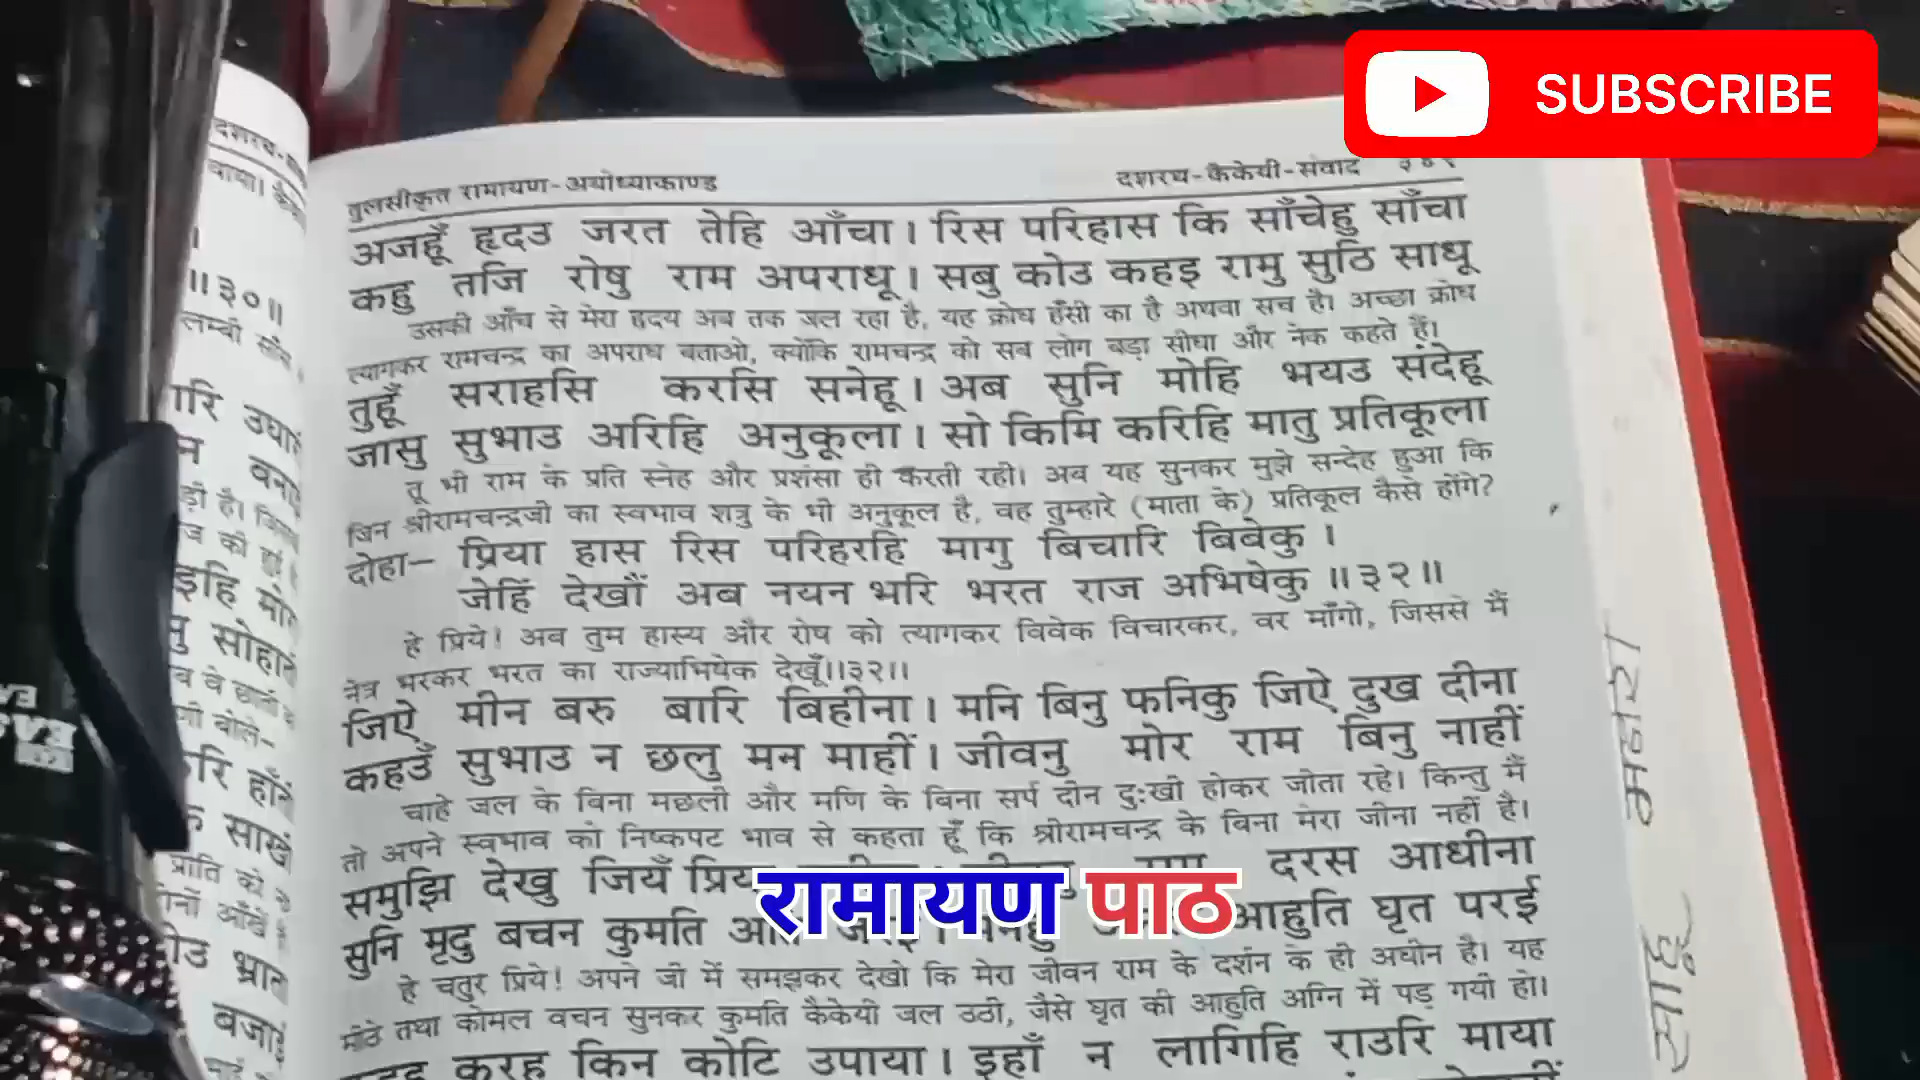 SUBSCRIBE
तुलसीकृत रामायण-अयोध्याकाण्ड दशरथ-कैकेयी-संवाद
अजहूँ हृदउ जरत तेहि आँचा । रिस परिहास कि साँचेहु साँचा
कहु तजि रोषु राम अपराधू । सबु कोउ कहइ रामु सुठि साधू
उसकी आँच से मेरा हृदय अब तक जल रहा है, यह क्रोध हँसी का है अथवा सच है। अच्छा क्रोध
त्यागकर रामचन्द्र का अपराध बताओ, क्योंकि रामचन्द्र को सब लोग बड़ा सीधा और नेक कहते हैं।
तुहूँ सराहसि करसि सनेहू । अब सुनि मोहि भयउ संदेहू
जासु सुभाउ अरिहि अनुकूला । सो किमि करिहि मातु प्रतिकूला
तू भी राम के प्रति स्नेह और प्रशंसा ही करती रही। अब यह सुनकर मुझे सन्देह हुआ कि
जिन श्रीरामचन्द्रजी का स्वभाव शत्रु के भी अनुकूल है, वह तुम्हारे (माता के) प्रतिकूल कैसे होंगे?
दोहा— प्रिया हास रिस परिहरहि मागु बिचारि बिबेकु ।
जेहिं देखौं अब नयन भरि भरत राज अभिषेकु ॥३२॥
हे प्रिये! अब तुम हास्य और रोष को त्यागकर विवेक विचारकर, वर माँगो, जिससे मैं
नेत्र भरकर भरत का राज्याभिषेक देखूँ॥३२॥
जिऐ मीन बरु बारि बिहीना । मनि बिनु फनिकु जिऐ दुख दीना
कहउँ सुभाउ न छलु मन माहीं । जीवनु मोर राम बिनु नाहीं
चाहे जल के बिना मछली और मणि के बिना सर्प दीन दुःखी होकर जीता रहे। किन्तु मैं
तो अपने स्वभाव को निष्कपट भाव से कहता हूँ कि श्रीरामचन्द्र के बिना मेरा जीना नहीं है।
समुझि देखु जियँ दरस आधीना
सुनि मृदु बचन कुमति आहुति घृत परई
रामायण पाठ
हे चतुर प्रिये! अपने जी में समझकर देखो कि मेरा जीवन राम के दर्शन के ही अधीन है। यह
मीठे तथा कोमल वचन सुनकर कुमति कैकेयी जल उठी, जैसे घृत की आहुति अग्नि में पड़ गयी हो।
करहु किन कोटि उपाया । इहाँ न लागिहि राउरि माया